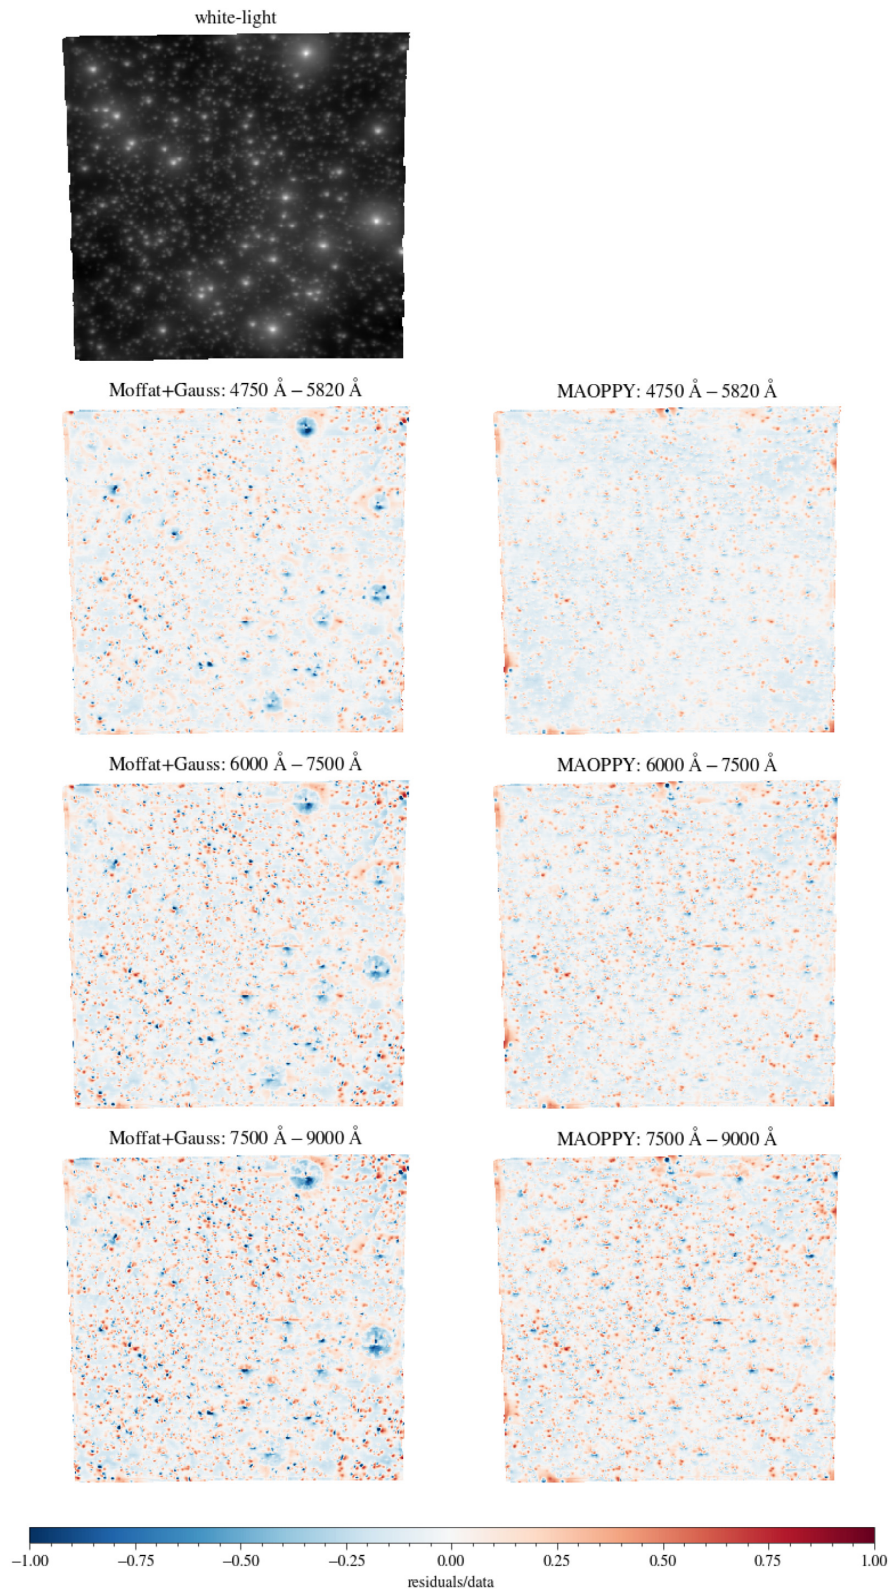 white-light
Moffat+Gauss: 4750 Å – 5820 Å
MAOPPY: 4750 Å – 5820 Å
Moffat+Gauss: 6000 Å – 7500 Å
MAOPPY: 6000 Å – 7500 Å
Moffat+Gauss: 7500 Å – 9000 Å
MAOPPY: 7500 Å – 9000 Å
−1.00 −0.75 −0.50 −0.25 0.00 0.25 0.50 0.75 1.00
residuals/data